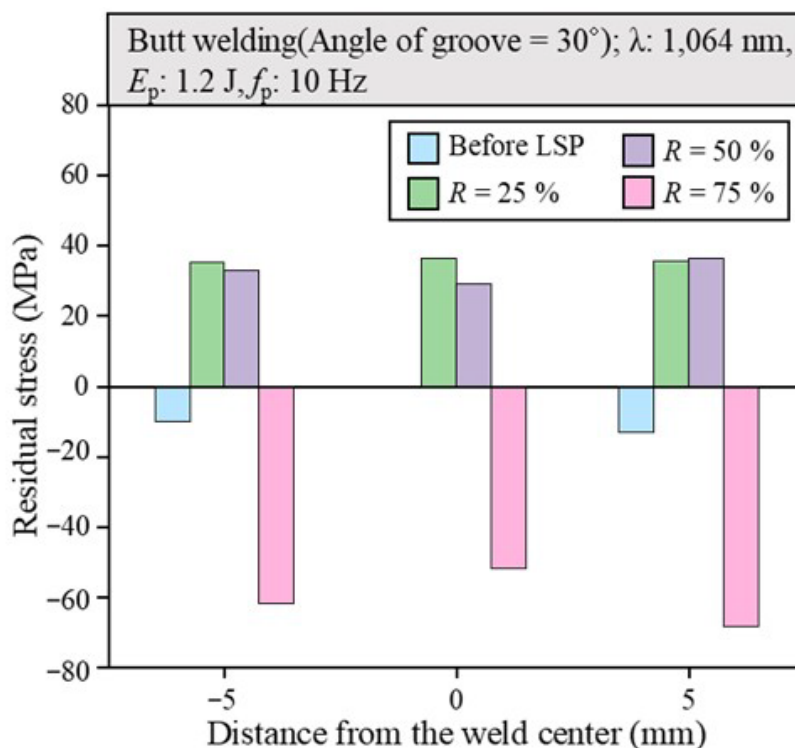 Butt welding(Angle of groove = 30°); λ: 1,064 nm,
Ep: 1.2 J, fp: 10 Hz
80
60
40
20
0
−20
−40
−60
−80
Residual stress (MPa)
Before LSP
R = 50 %
R = 25 %
R = 75 %
−5
0
5
Distance from the weld center (mm)